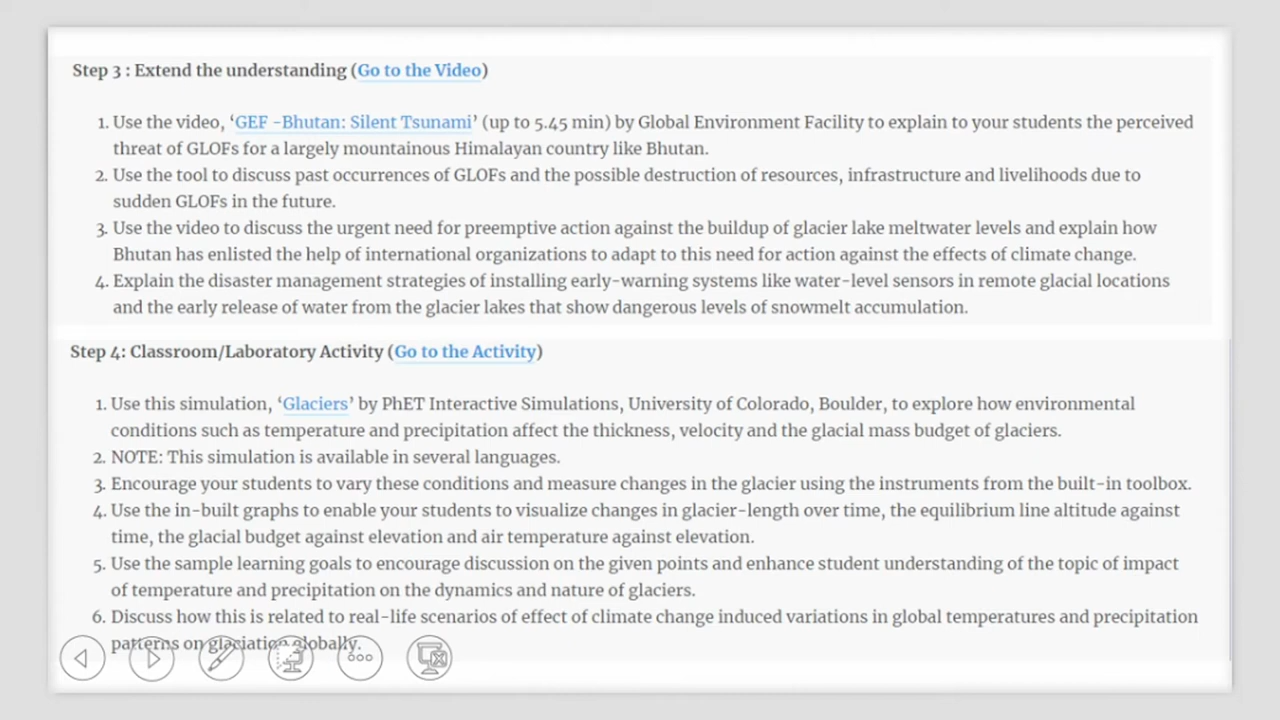 Step 3 : Extend the understanding (Go to the Video)
1. Use the video, ‘GEF -Bhutan: Silent Tsunami’ (up to 5.45 min) by Global Environment Facility to explain to your students the perceived
threat of GLOFs for a largely mountainous Himalayan country like Bhutan.
2. Use the tool to discuss past occurrences of GLOFs and the possible destruction of resources, infrastructure and livelihoods due to
sudden GLOFs in the future.
3. Use the video to discuss the urgent need for preemptive action against the buildup of glacier lake meltwater levels and explain how
Bhutan has enlisted the help of international organizations to adapt to this need for action against the effects of climate change.
4. Explain the disaster management strategies of installing early-warning systems like water-level sensors in remote glacial locations
and the early release of water from the glacier lakes that show dangerous levels of snowmelt accumulation.
Step 4: Classroom/Laboratory Activity (Go to the Activity)
1. Use this simulation, ‘Glaciers’ by PhET Interactive Simulations, University of Colorado, Boulder, to explore how environmental
conditions such as temperature and precipitation affect the thickness, velocity and the glacial mass budget of glaciers.
2. NOTE: This simulation is available in several languages.
3. Encourage your students to vary these conditions and measure changes in the glacier using the instruments from the built-in toolbox.
4. Use the in-built graphs to enable your students to visualize changes in glacier-length over time, the equilibrium line altitude against
time, the glacial budget against elevation and air temperature against elevation.
5. Use the sample learning goals to encourage discussion on the given points and enhance student understanding of the topic of impact
of temperature and precipitation on the dynamics and nature of glaciers.
6. Discuss how this is related to real-life scenarios of effect of climate change induced variations in global temperatures and precipitation
patterns on glaciation globally.